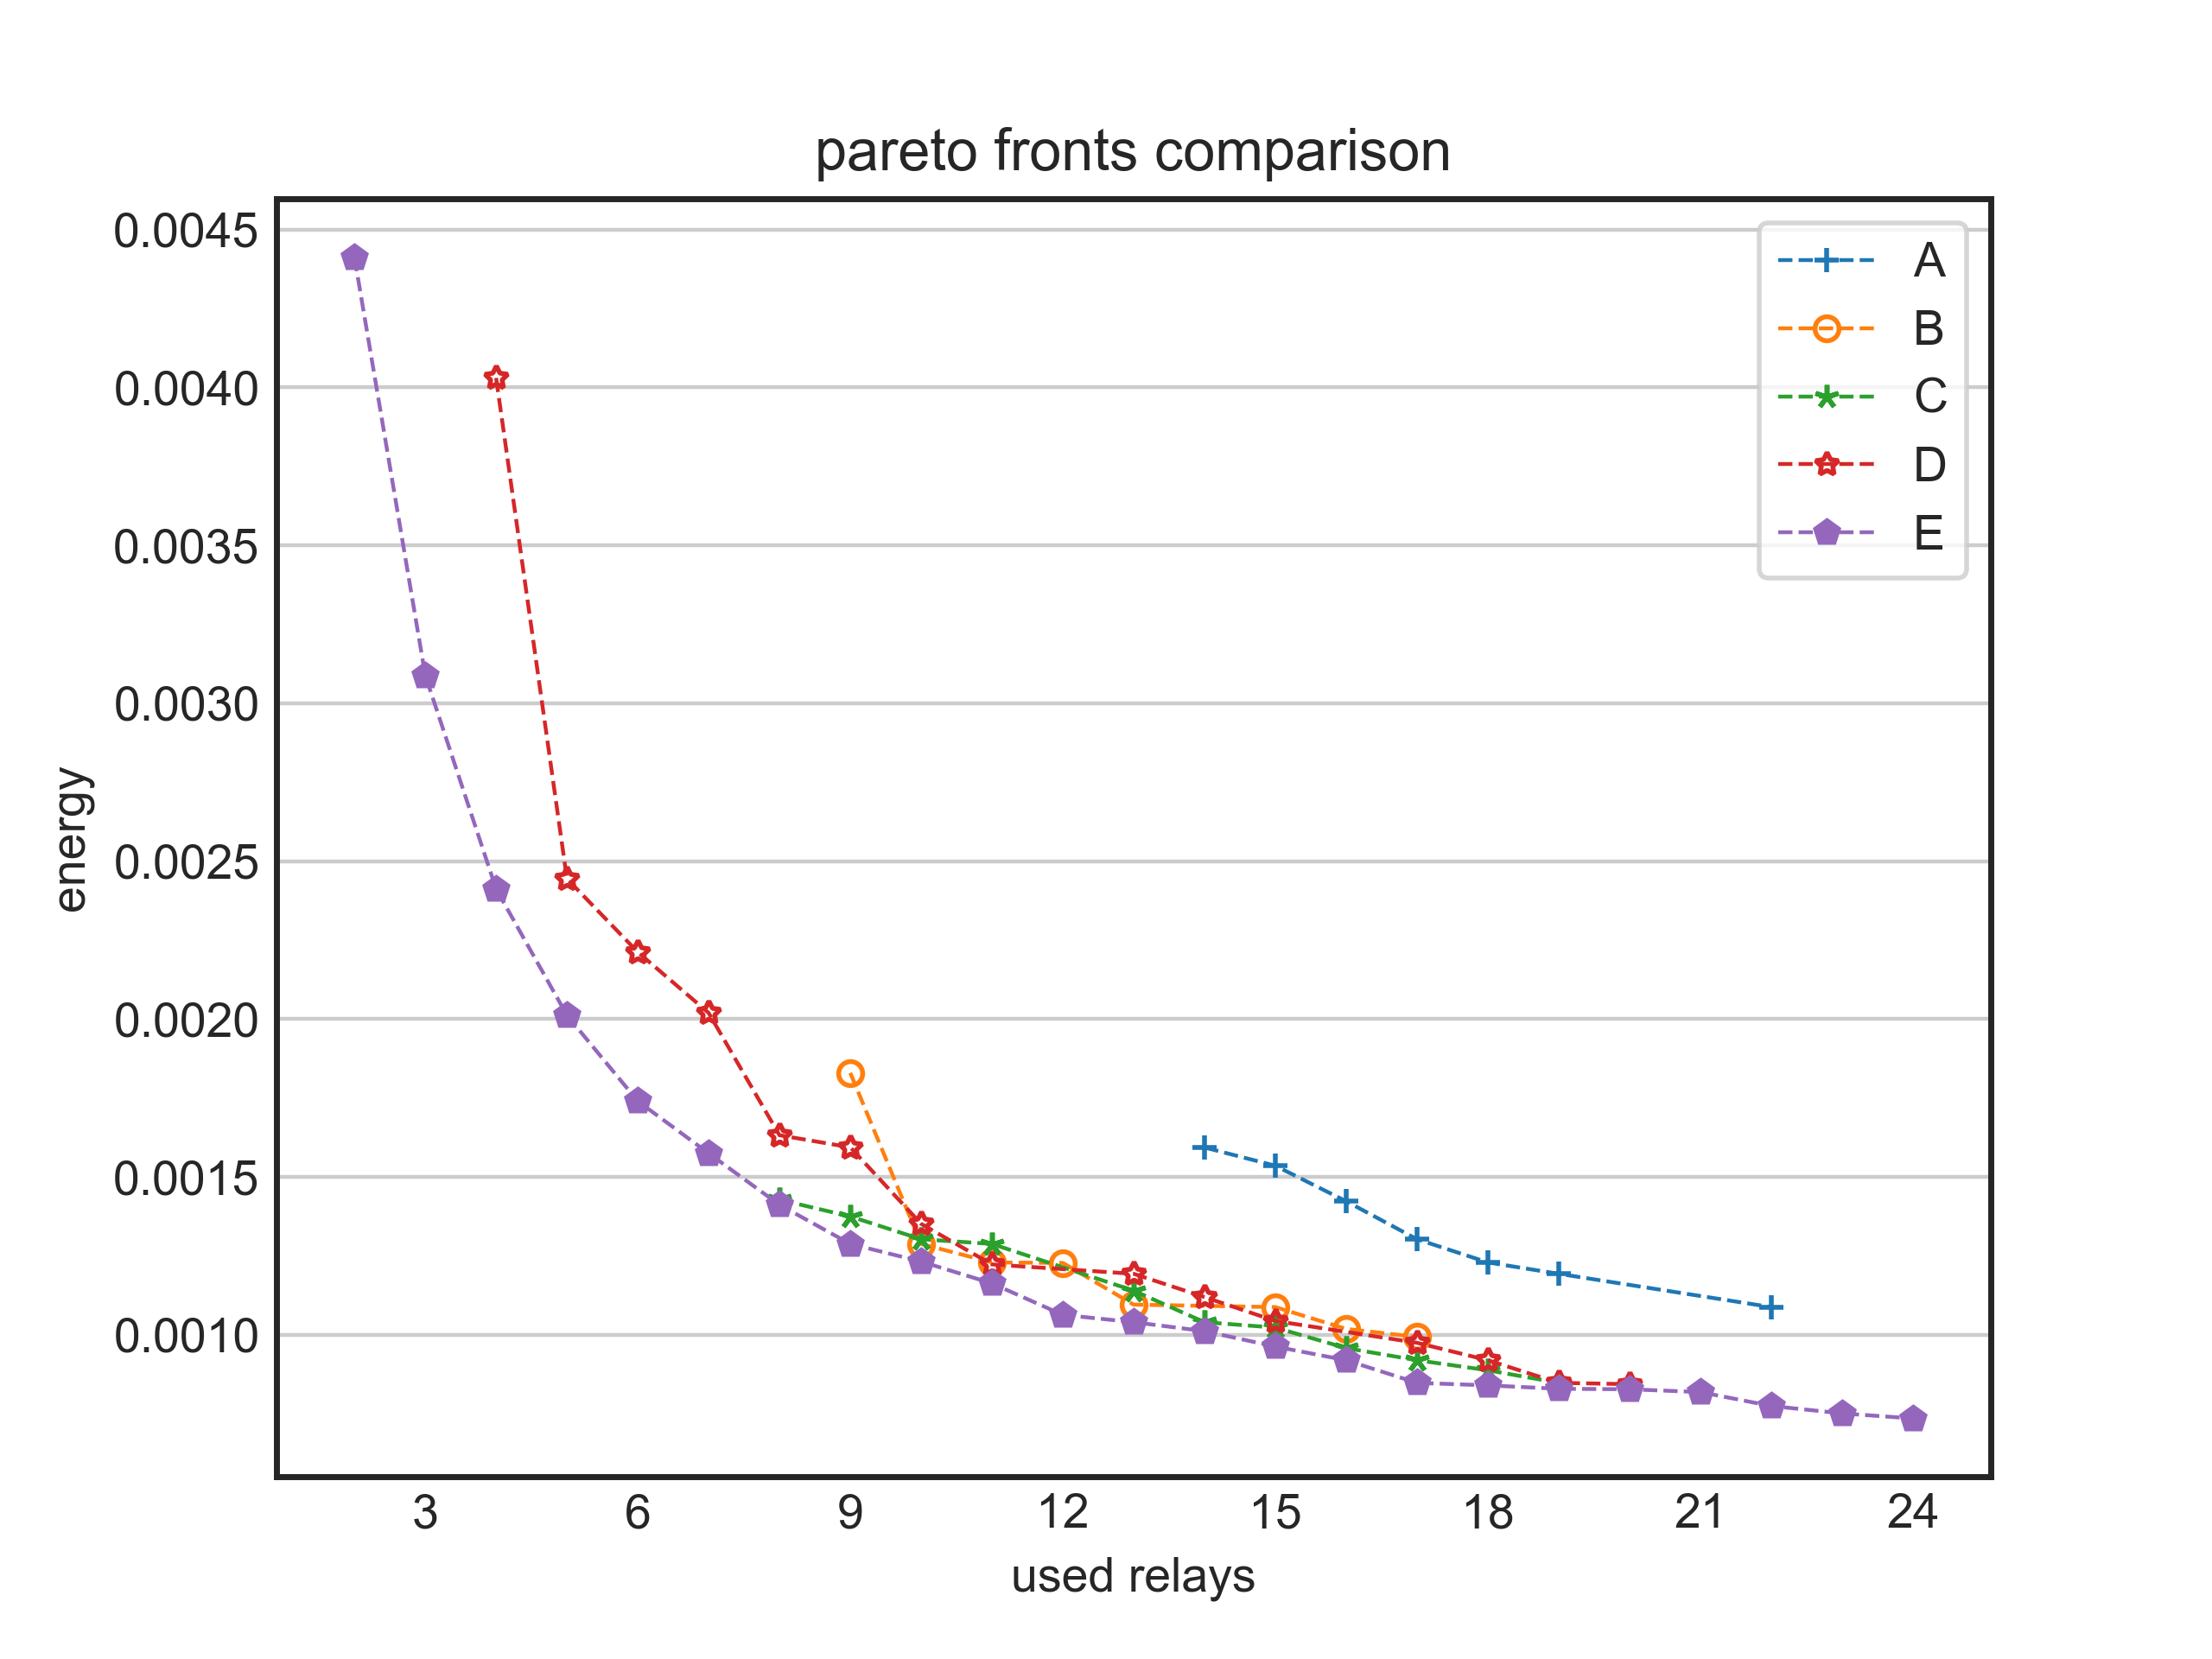 pareto fronts comparison
0.0045
0.0040
0.0035
0.0030
0.0025
0.0020
0.0015
0.0010
energy
A
B
C
D
E
3 6 9 12 15 18 21 24
used relays